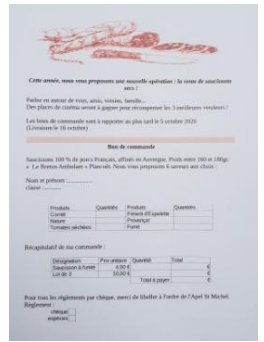 Cette année, nous vous proposons une nouvelle opération : la vente de saucissons
secs !
Parlez-en autour de vous, amis, voisins, famille...
Des places de cinéma seront à gagner pour récompenser les 3 meilleurs vendeurs !
Les bons de commande sont à rapporter au plus tard le 5 octobre 2020
(Livraison le 16 octobre)
Bon de commande
Saucissons 100 % de porcs Français, affinés en Auvergne. Poids entre 160 et 180gr.
« Le Breton Ambulant » Plancoët. Nous vous proposons 6 saveurs aux choix :
Nom et prénom :
classe :
Produits Quantités Produits Quantités
Comté Piment d'Espelette
Nature Provençal
Tomates séchées Fumé
Récapitulatif de ma commande :
Désignation Prix unitaire Quantité Total
Saucisson à l'unité 4,00 € €
Lot de 3 10,00 € €
Total à payer €
Pour tous les règlements par chèque, merci de libeller à l'ordre de l'Apel St Michel.
Règlement :
chèque
espèces